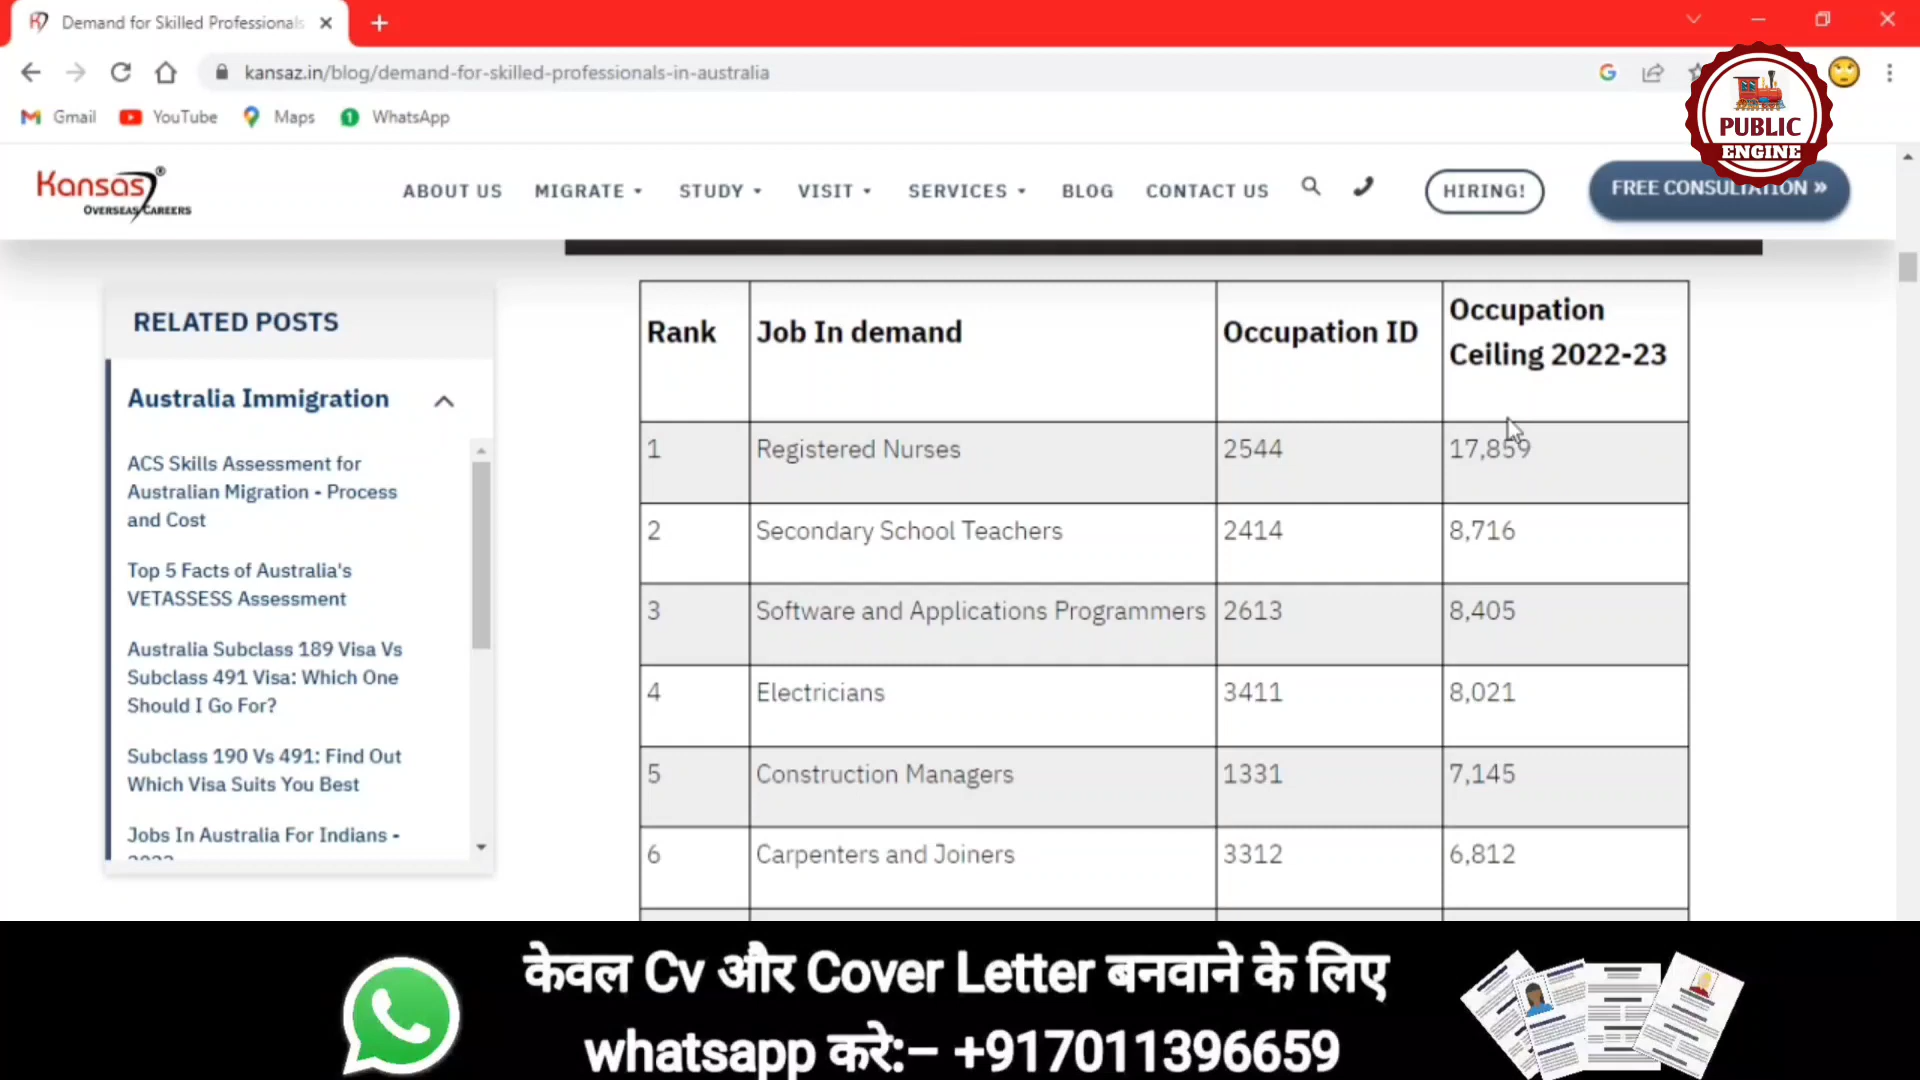 Demand for Skilled Professionals
kansaz.in/blog/demand-for-skilled-professionals-in-australia
Gmail YouTube Maps WhatsApp
PUBLIC
ENGINE
Kansas
OVERSEAS CAREERS
ABOUT US MIGRATE STUDY VISIT SERVICES BLOG CONTACT US HIRING! FREE CONSULTATION »
RELATED POSTS
Australia Immigration
ACS Skills Assessment for
Australian Migration - Process
and Cost
Top 5 Facts of Australia's
VETASSESS Assessment
Australia Subclass 189 Visa Vs
Subclass 491 Visa: Which One
Should I Go For?
Subclass 190 Vs 491: Find Out
Which Visa Suits You Best
Jobs In Australia For Indians -
Rank Job In demand Occupation ID Occupation
Ceiling 2022-23
1 Registered Nurses 2544 17,859
2 Secondary School Teachers 2414 8,716
3 Software and Applications Programmers 2613 8,405
4 Electricians 3411 8,021
5 Construction Managers 1331 7,145
6 Carpenters and Joiners 3312 6,812
केवल Cv और Cover Letter बनवाने के लिए
whatsapp करे:– +917011396659